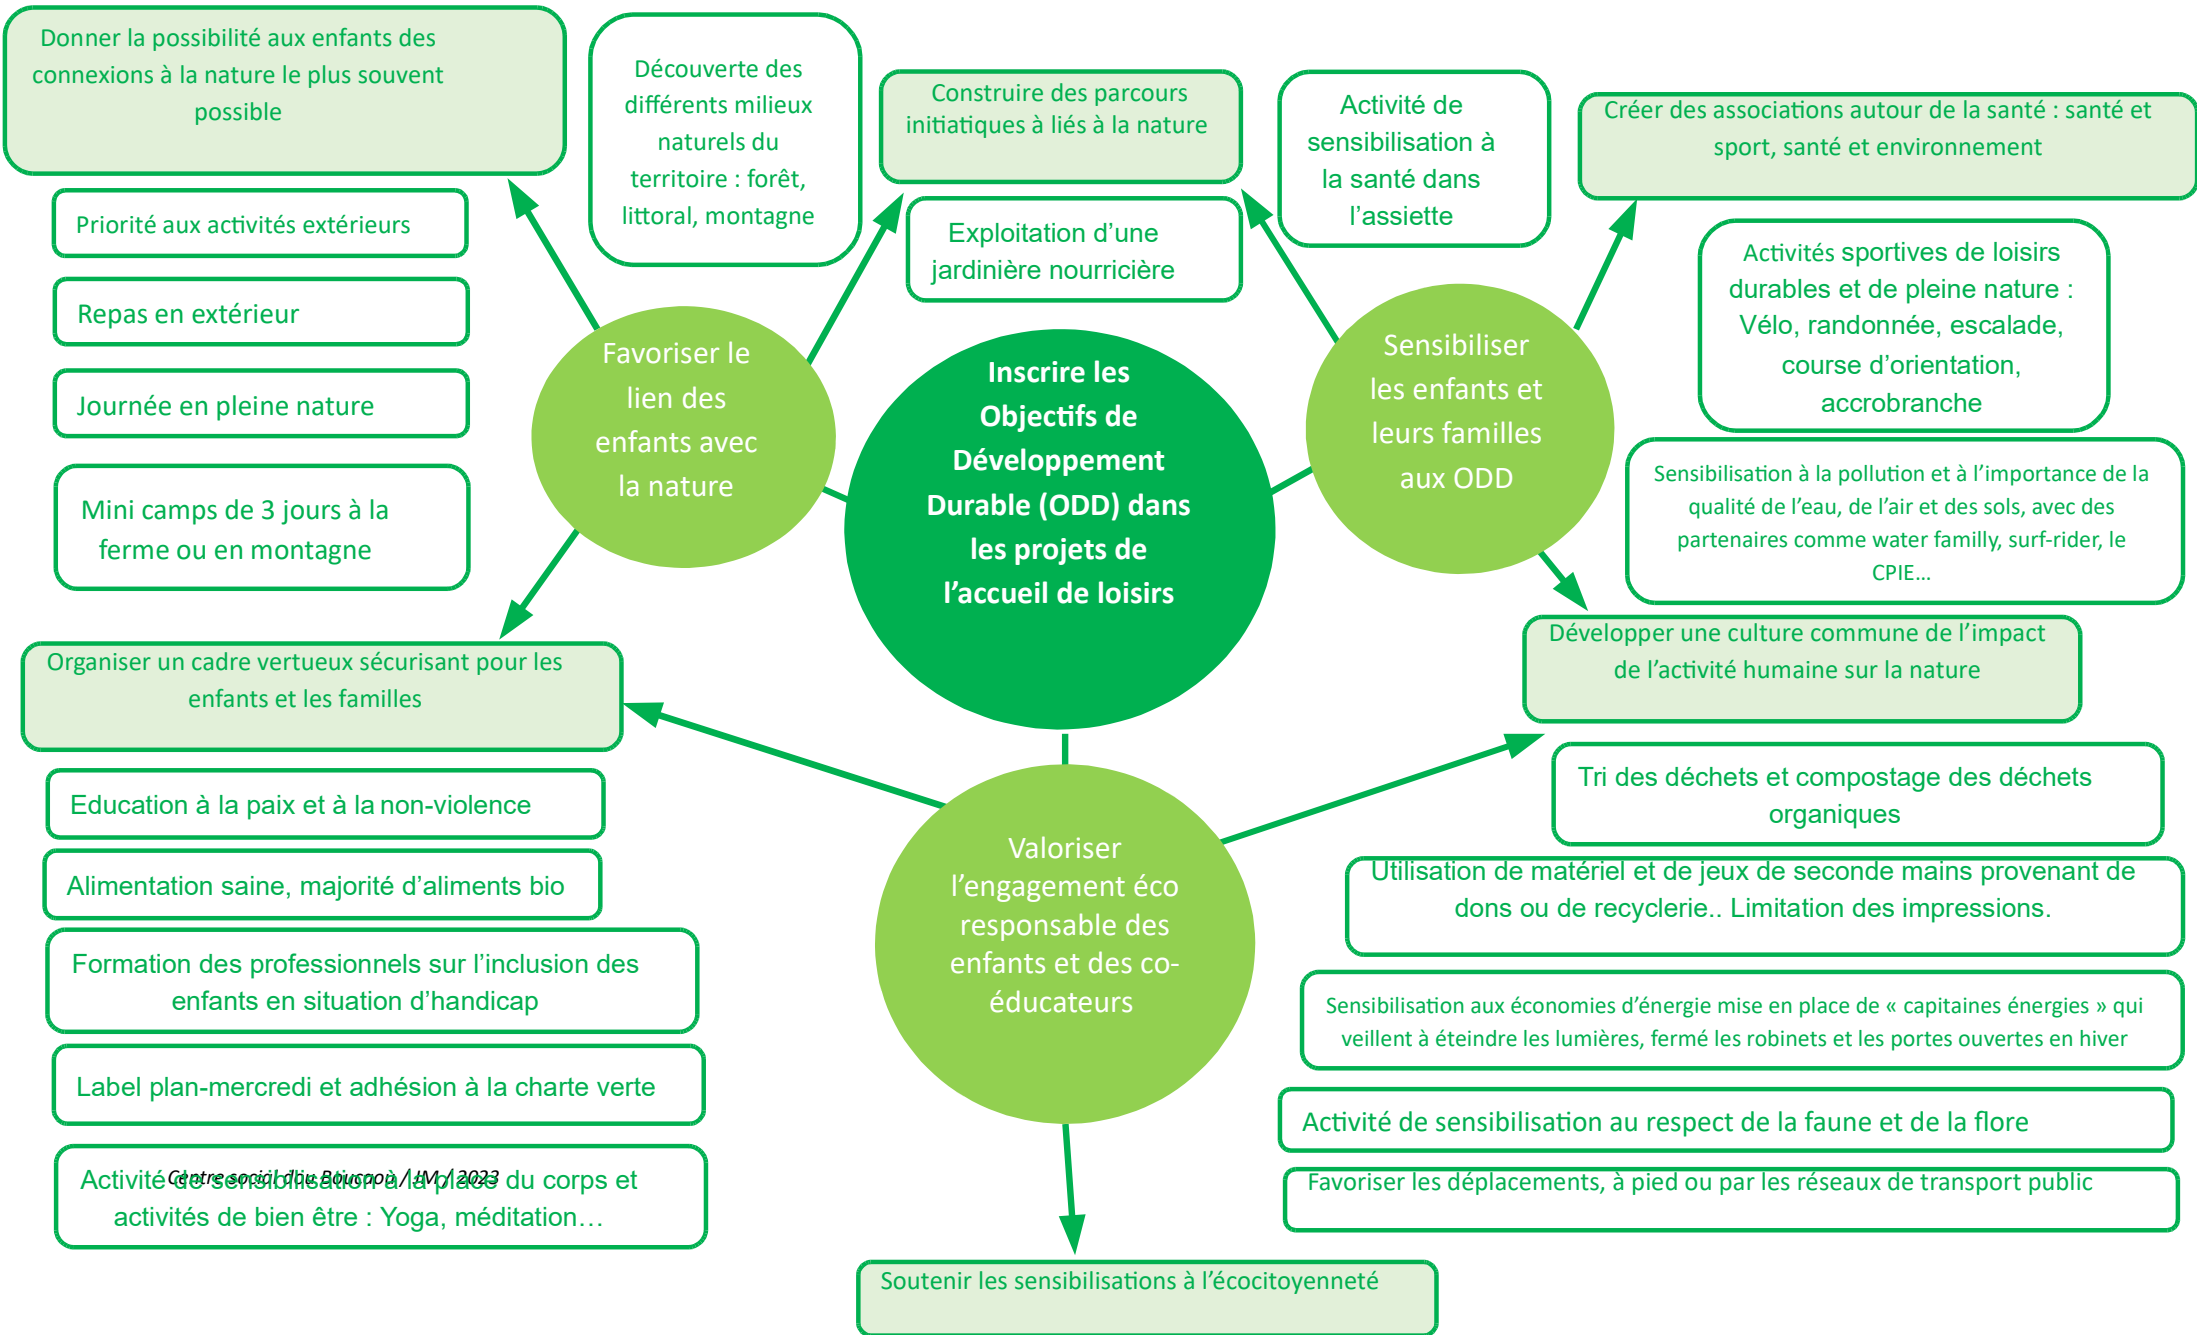 Donner la possibilité aux enfants des
connexions à la nature le plus souvent
possible
Découverte des
différents milieux
naturels du
territoire : forêt,
littoral, montagne
Construire des parcours
initiatiques à liés à la nature
Activité de
sensibilisation à
la santé dans
l’assiette
Créer des associations autour de la santé : santé et
sport, santé et environnement
Priorité aux activités extérieurs
Repas en extérieur
Journée en pleine nature
Mini camps de 3 jours à la
ferme ou en montagne
Exploitation d’une
jardinière nourricière
Activités sportives de loisirs
durables et de pleine nature :
Vélo, randonnée, escalade,
course d’orientation,
accrobranche
Favoriser le
lien des
enfants avec
la nature
Inscrire les
Objectifs de
Développement
Durable (ODD) dans
les projets de
l’accueil de loisirs
Sensibiliser
les enfants et
leurs familles
aux ODD
Sensibilisation à la pollution et à l’importance de la
qualité de l’eau, de l’air et des sols, avec des
partenaires comme water familly, surf-rider, le
CPIE…
Organiser un cadre vertueux sécurisant pour les
enfants et les familles
Développer une culture commune de l’impact
de l’activité humaine sur la nature
Education à la paix et à la non-violence
Alimentation saine, majorité d’aliments bio
Formation des professionnels sur l’inclusion des
enfants en situation d’handicap
Label plan-mercredi et adhésion à la charte verte
Activité de sensibilisation à la place du corps et
activités de bien être : Yoga, méditation…
Centre social dou Boucaou / JM / 2023
Valoriser
l’engagement éco
responsable des
enfants et des co-
éducateurs
Tri des déchets et compostage des déchets
organiques
Utilisation de matériel et de jeux de seconde mains provenant de
dons ou de recyclerie.. Limitation des impressions.
Sensibilisation aux économies d’énergie mise en place de « capitaines énergies » qui
veillent à éteindre les lumières, fermé les robinets et les portes ouvertes en hiver
Activité de sensibilisation au respect de la faune et de la flore
Favoriser les déplacements, à pied ou par les réseaux de transport public
Soutenir les sensibilisations à l’écocitoyenneté